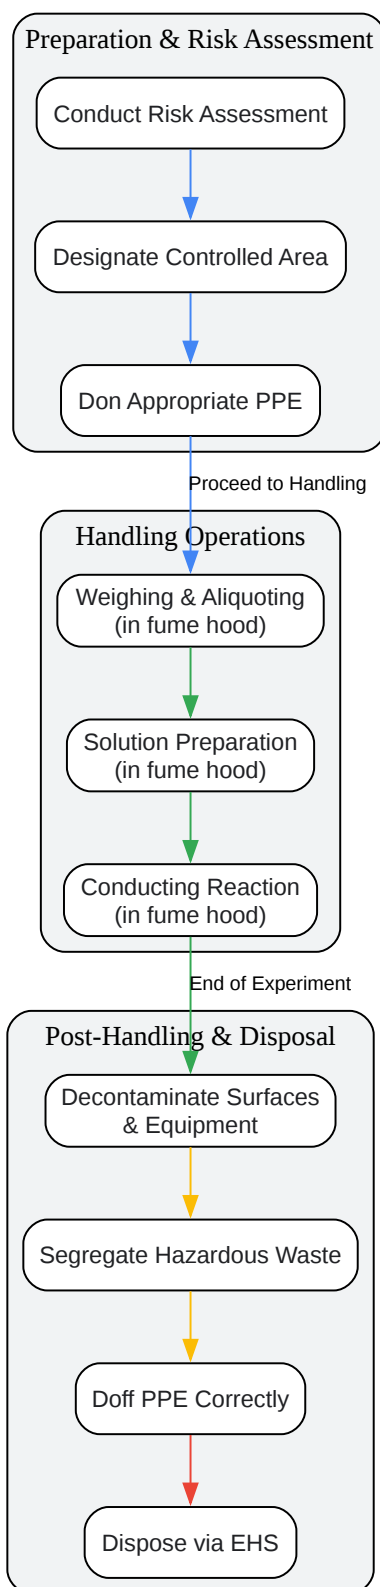 Preparation & Risk Assessment
Conduct Risk Assessment
Designate Controlled Area
Don Appropriate PPE
Proceed to Handling
Handling Operations
Weighing & Aliquoting
(in fume hood)
Solution Preparation
(in fume hood)
Conducting Reaction
(in fume hood)
End of Experiment
Post-Handling & Disposal
Decontaminate Surfaces
& Equipment
Segregate Hazardous Waste
Doff PPE Correctly
Dispose via EHS